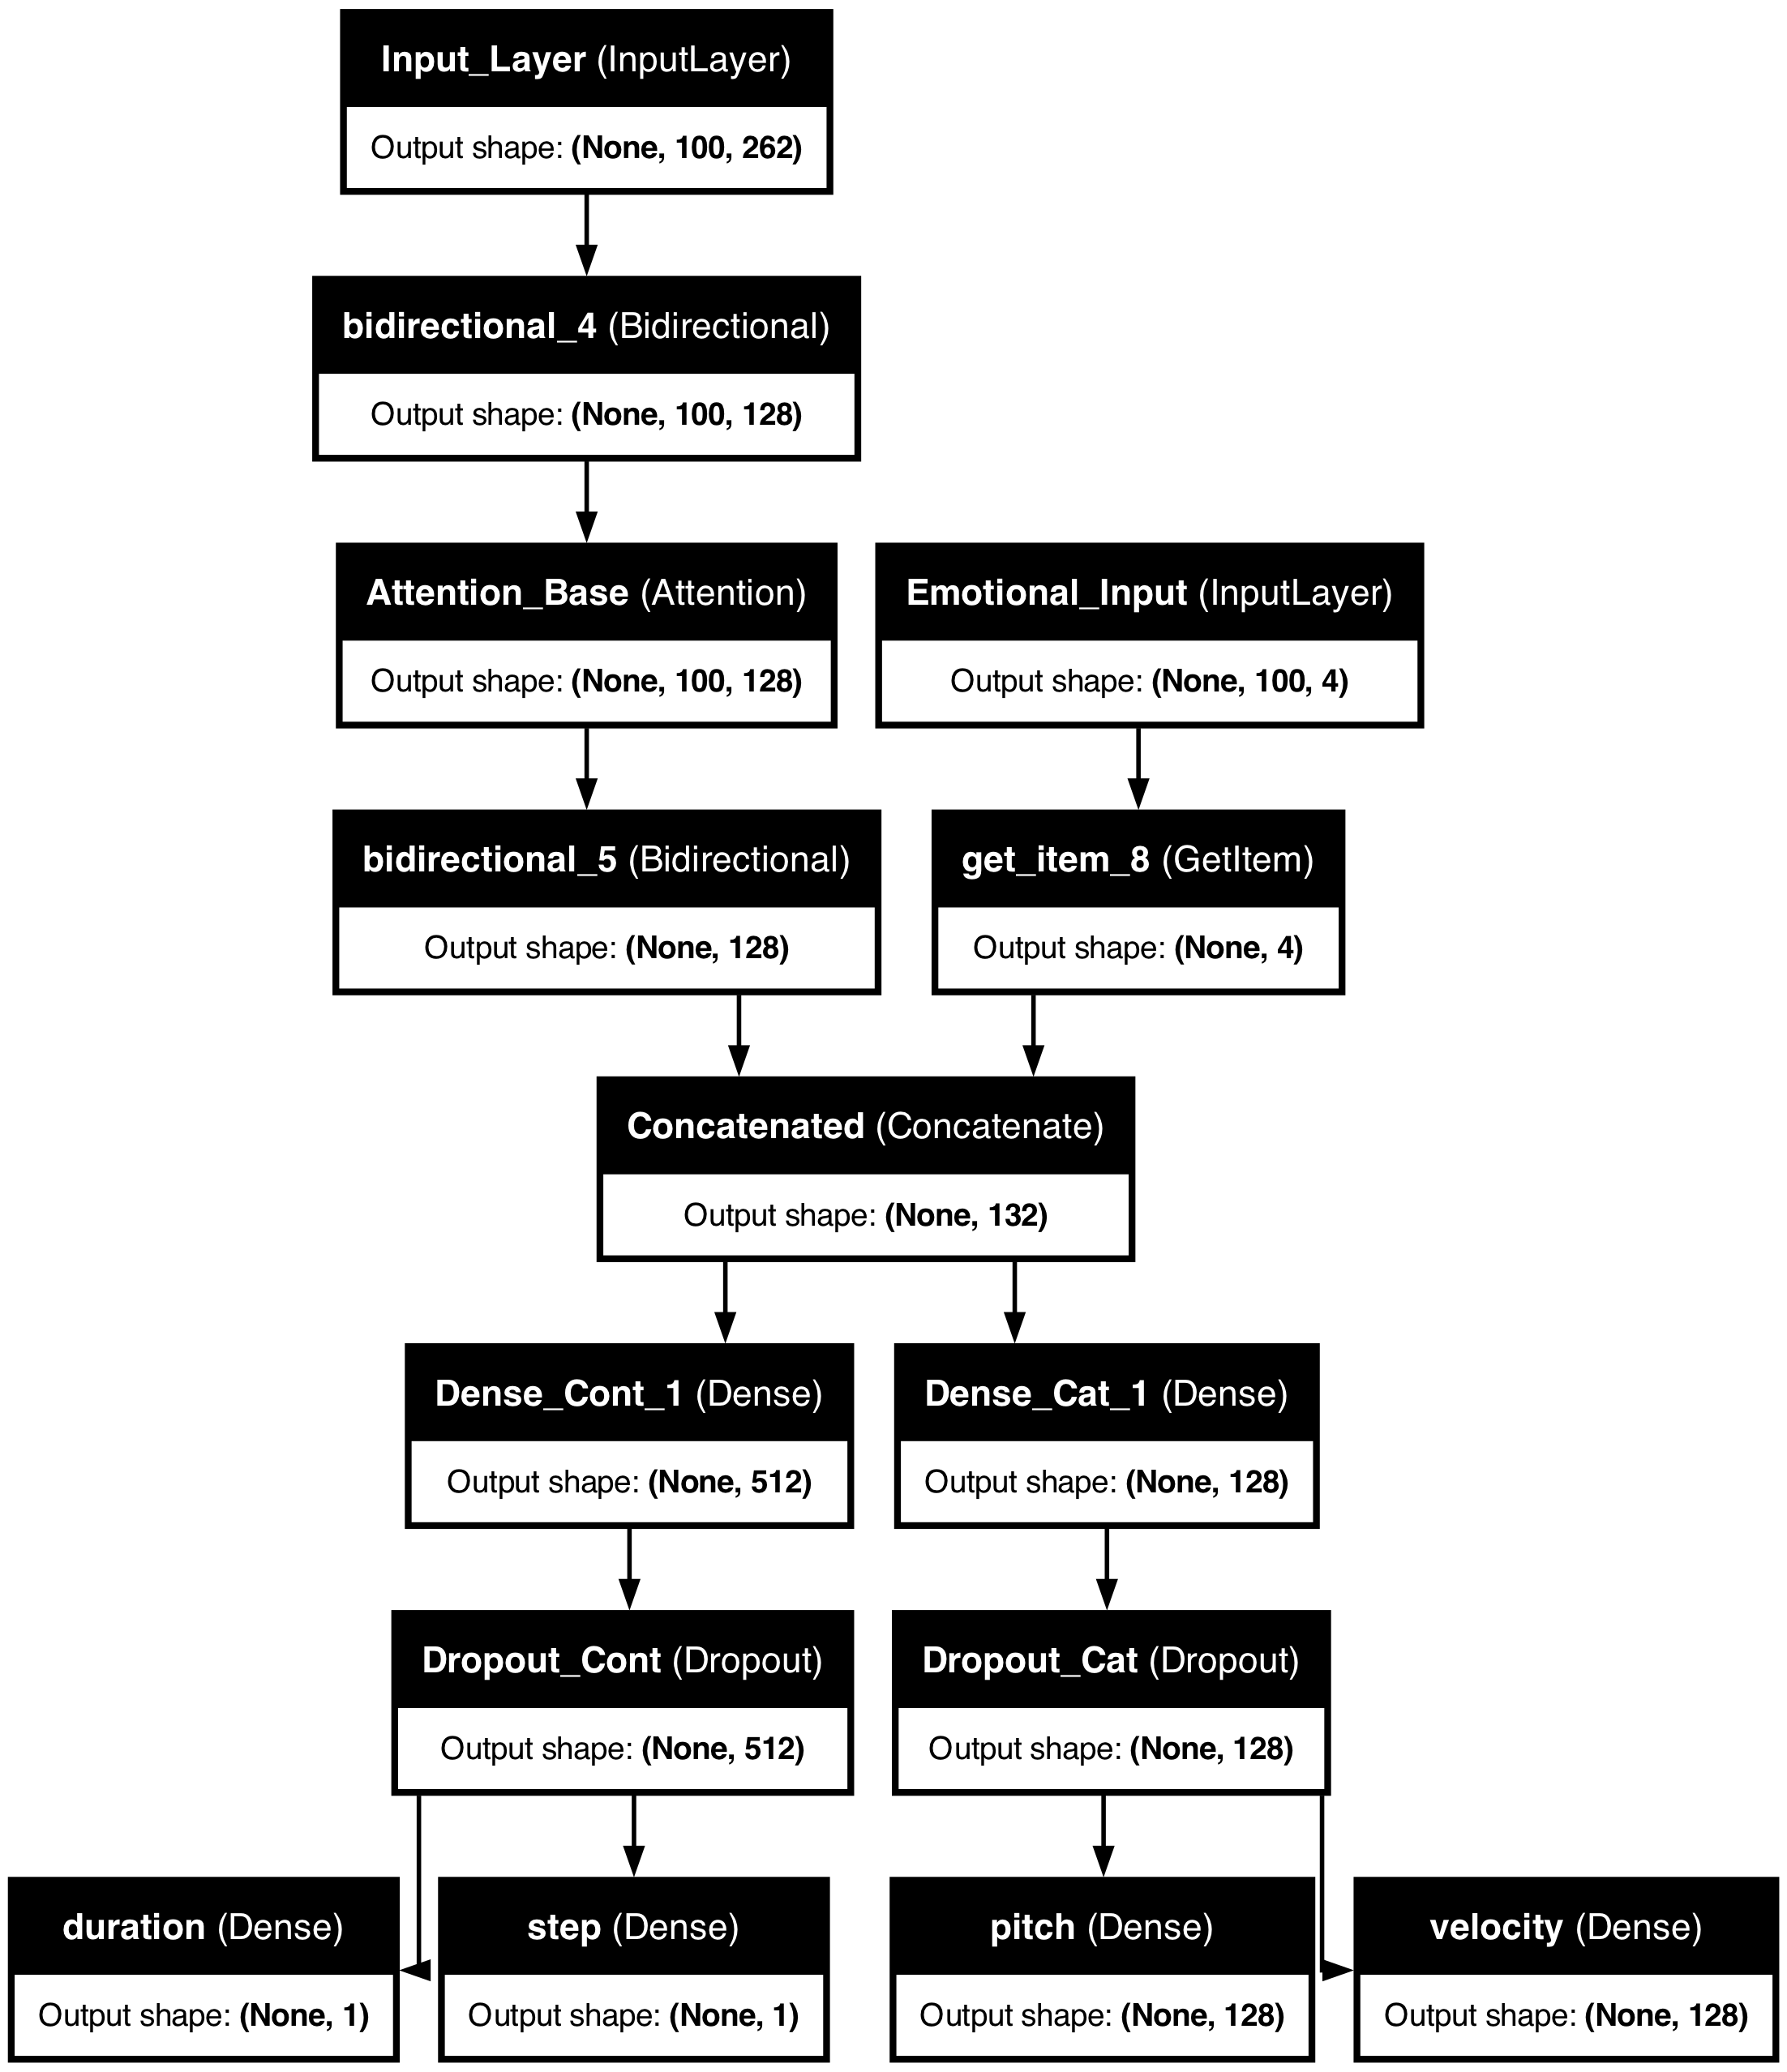 Input_Layer (InputLayer)
Output shape: (None, 100, 262)
bidirectional_4 (Bidirectional)
Output shape: (None, 100, 128)
Attention_Base (Attention)
Output shape: (None, 100, 128)
Emotional_Input (InputLayer)
Output shape: (None, 100, 4)
bidirectional_5 (Bidirectional)
Output shape: (None, 128)
get_item_8 (GetItem)
Output shape: (None, 4)
Concatenated (Concatenate)
Output shape: (None, 132)
Dense_Cont_1 (Dense)
Output shape: (None, 512)
Dense_Cat_1 (Dense)
Output shape: (None, 128)
Dropout_Cont (Dropout)
Output shape: (None, 512)
Dropout_Cat (Dropout)
Output shape: (None, 128)
duration (Dense)
Output shape: (None, 1)
step (Dense)
Output shape: (None, 1)
pitch (Dense)
Output shape: (None, 128)
velocity (Dense)
Output shape: (None, 128)